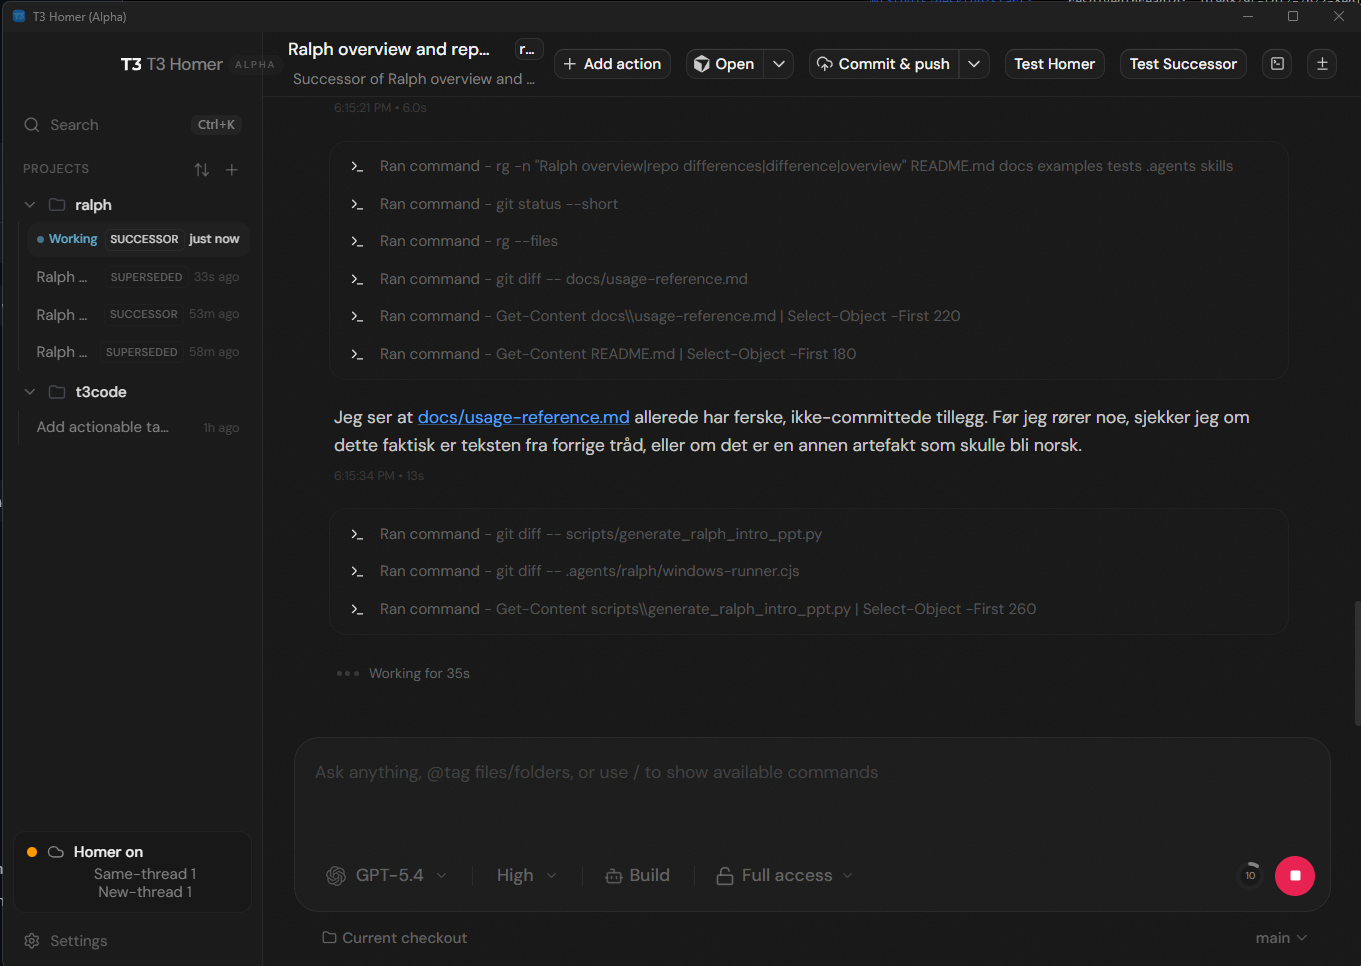 T3 Homer (Alpha)
T3 T3 Homer ALPHA
Search Ctrl+K
PROJECTS
ralph
Working SUCCESSOR just now
Ralph ... SUPERSEDED 33s ago
Ralph ... SUCCESSOR 53m ago
Ralph ... SUPERSEDED 58m ago
t3code
Add actionable ta... 1h ago
Homer on
Same-thread 1
New-thread 1
Settings
Ralph overview and rep... r...
Successor of Ralph overview and ...
Add action
Open
Commit & push
Test Homer
Test Successor
6:15:21 PM • 6.0s
Ran command - rg -n "Ralph overview|repo differences|difference|overview" README.md docs examples tests .agents skills
Ran command - git status --short
Ran command - rg --files
Ran command - git diff -- docs/usage-reference.md
Ran command - Get-Content docs\\usage-reference.md | Select-Object -First 220
Ran command - Get-Content README.md | Select-Object -First 180
Jeg ser at docs/usage-reference.md allerede har ferske, ikke-committede tillegg. Før jeg rører noe, sjekker jeg om
dette faktisk er teksten fra forrige tråd, eller om det er en annen artefakt som skulle bli norsk.
6:15:34 PM • 13s
Ran command - git diff -- scripts/generate_ralph_intro_ppt.py
Ran command - git diff -- .agents/ralph/windows-runner.cjs
Ran command - Get-Content scripts\\generate_ralph_intro_ppt.py | Select-Object -First 260
Working for 35s
Ask anything, @tag files/folders, or use / to show available commands
GPT-5.4 High Build Full access 10
Current checkout main